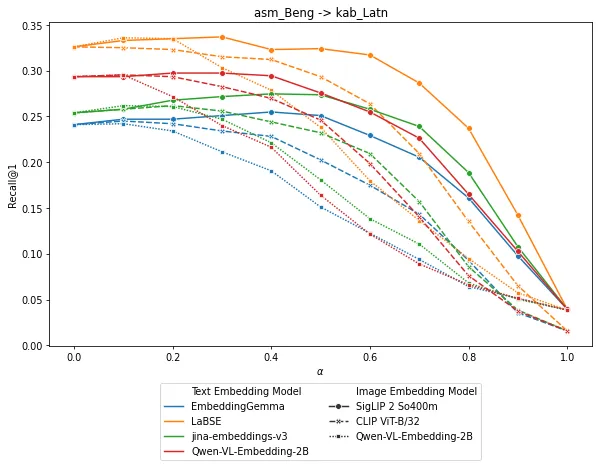 asm_Beng -> kab_Latn
Recall@1
0.35
0.30
0.25
0.20
0.15
0.10
0.05
0.00
0.0 0.2 0.4 0.6 0.8 1.0
α
Text Embedding Model
EmbeddingGemma
LaBSE
jina-embeddings-v3
Qwen-VL-Embedding-2B
Image Embedding Model
SigLIP 2 So400m
CLIP ViT-B/32
Qwen-VL-Embedding-2B